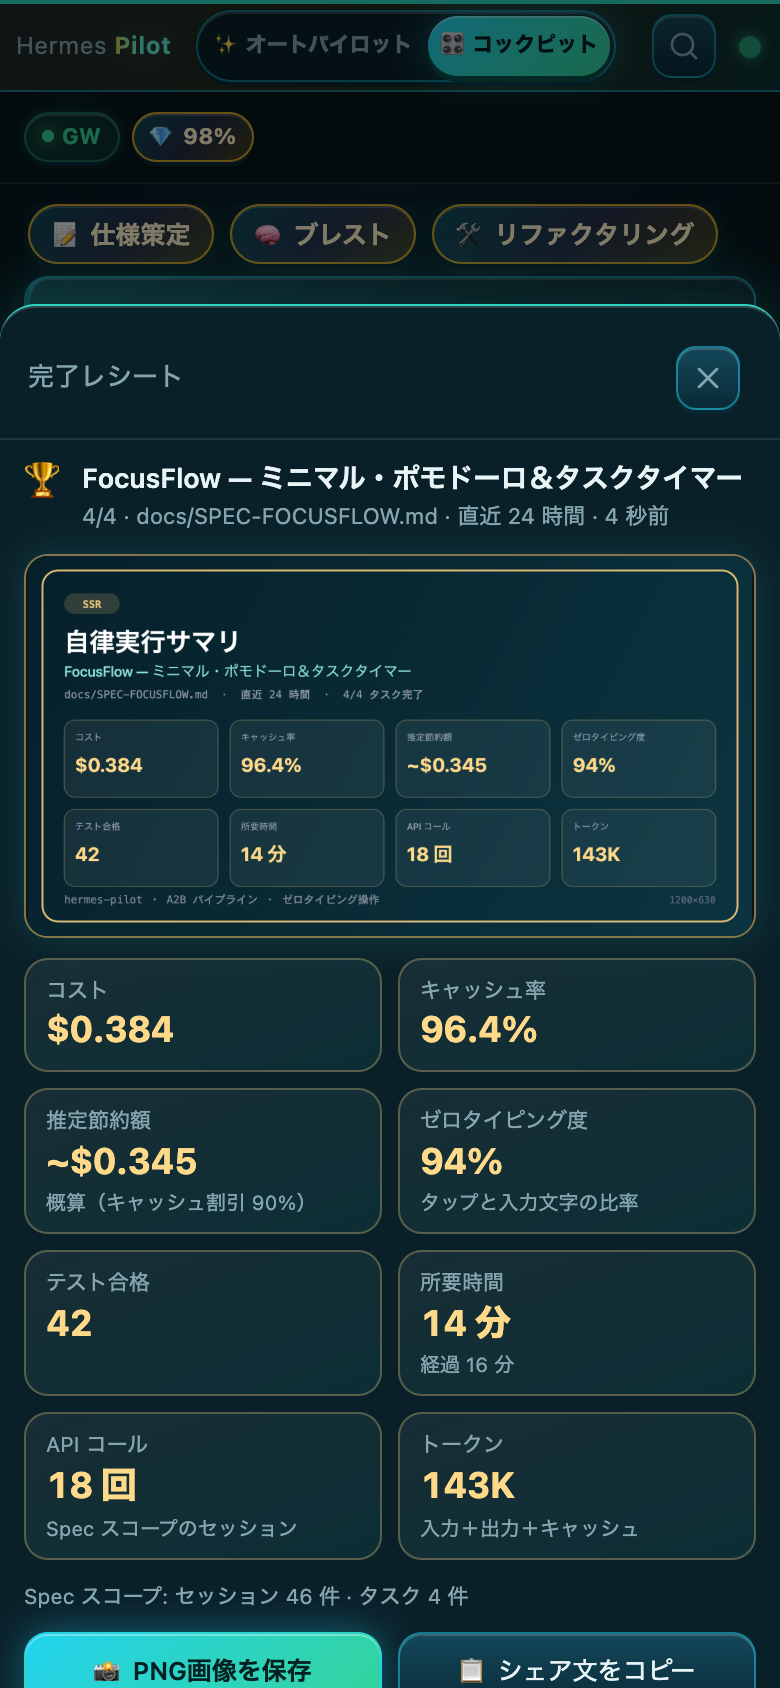 Hermes Pilot ✨ オートパイロット 🎛️ コックピット
GW 💎 98%
📝 仕様策定 🧠 ブレスト 🛠️ リファクタリング
完了レシート
🏆 FocusFlow — ミニマル・ポモドーロ&タスクタイマー
4/4 · docs/SPEC-FOCUSFLOW.md · 直近 24 時間 · 4 秒前
SSR
自律実行サマリ
FocusFlow — ミニマル・ポモドーロ&タスクタイマー
docs/SPEC-FOCUSFLOW.md · 直近 24 時間 · 4/4 タスク完了
コスト キャッシュ率 推定節約額 ゼロタイピング度
$0.384 96.4% ~$0.345 94%
テスト合格 所要時間 API コール トークン
42 14 分 18 回 143K
hermes-pilot · A2B パイプライン · ゼロタイピング操作 1200×630
コスト
$0.384
キャッシュ率
96.4%
推定節約額
~$0.345
概算（キャッシュ割引 90%）
ゼロタイピング度
94%
タップと入力文字の比率
テスト合格
42
所要時間
14 分
経過 16 分
API コール
18 回
Spec スコープのセッション
トークン
143K
入力＋出力＋キャッシュ
Spec スコープ: セッション 46 件 · タスク 4 件
📸 PNG画像を保存
📋 シェア文をコピー